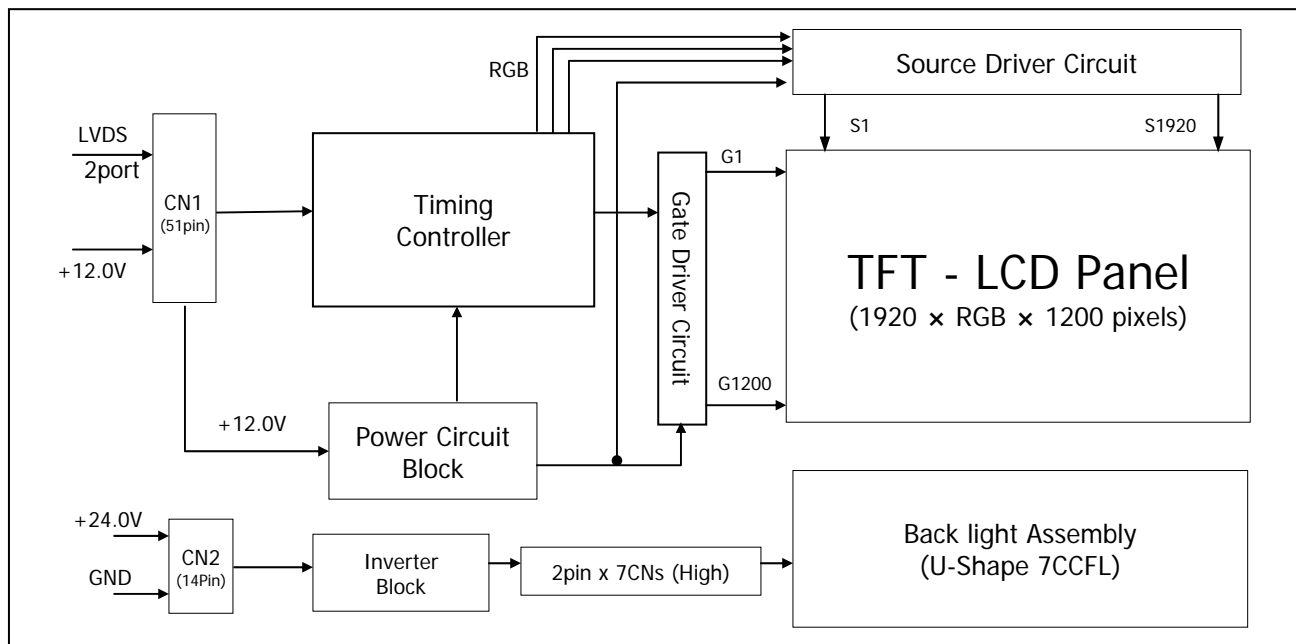 RGB
Source Driver Circuit
S1
S1920
LVDS
2port
CN1
(51pin)
+12.0V
Timing
Controller
Gate Driver Circuit
G1
G1200
TFT - LCD Panel
(1920 × RGB × 1200 pixels)
+12.0V
Power Circuit
Block
+24.0V
GND
CN2
(14Pin)
Inverter
Block
2pin x 7CNs (High)
Back light Assembly
(U-Shape 7CCFL)